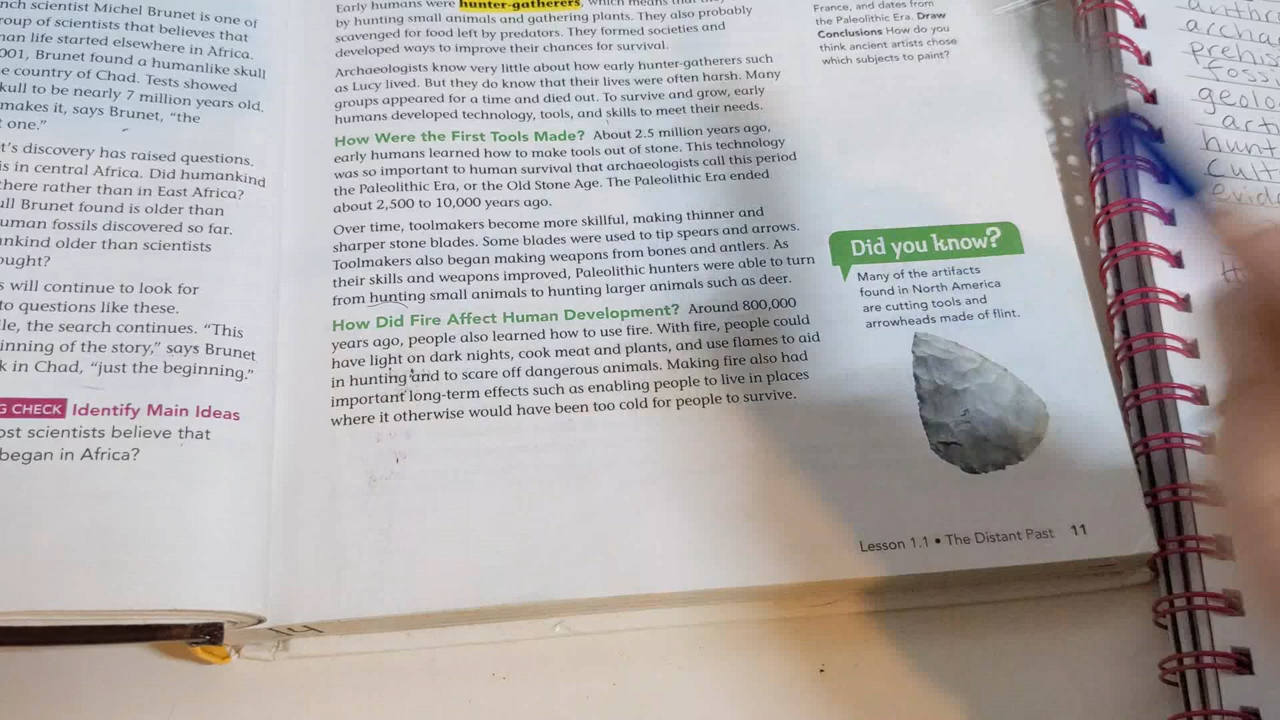 nch scientist Michel Brunet is one of
roup of scientists that believes that
an life started elsewhere in Africa.
001, Brunet found a humanlike skull
e country of Chad. Tests showed
kull to be nearly 7 million years old,
makes it, says Brunet, “the
one.”
t’s discovery has raised questions.
is in central Africa. Did humankind
there rather than in East Africa?
ull Brunet found is older than
uman fossils discovered so far.
nkind older than scientists
ought?
s will continue to look for
to questions like these.
le, the search continues. “This
inning of the story,” says Brunet
k in Chad, “just the beginning.”
G CHECK Identify Main Ideas
ost scientists believe that
began in Africa?
Early humans were hunter-gatherers, which means that they
by hunting small animals and gathering plants. They also probably
scavenged for food left by predators. They formed societies and
developed ways to improve their chances for survival.
Archaeologists know very little about how early hunter-gatherers such
as Lucy lived. But they do know that their lives were often harsh. Many
groups appeared for a time and died out. To survive and grow, early
humans developed technology, tools, and skills to meet their needs.
How Were the First Tools Made? About 2.5 million years ago,
early humans learned how to make tools out of stone. This technology
was so important to human survival that archaeologists call this period
the Paleolithic Era, or the Old Stone Age. The Paleolithic Era ended
about 2,500 to 10,000 years ago.
Over time, toolmakers become more skillful, making thinner and
sharper stone blades. Some blades were used to tip spears and arrows.
Toolmakers also began making weapons from bones and antlers. As
their skills and weapons improved, Paleolithic hunters were able to turn
from hunting small animals to hunting larger animals such as deer.
How Did Fire Affect Human Development? Around 800,000
years ago, people also learned how to use fire. With fire, people could
have light on dark nights, cook meat and plants, and use flames to aid
in hunting and to scare off dangerous animals. Making fire also had
important long-term effects such as enabling people to live in places
where it otherwise would have been too cold for people to survive.
France, and dates from
the Paleolithic Era. Draw
Conclusions How do you
think ancient artists chose
which subjects to paint?
Did you know?
Many of the artifacts
found in North America
are cutting tools and
arrowheads made of flint.
Lesson 1.1 • The Distant Past 11
anthr
archa
prehis
foss
geolo
arti
hunt
cult
evide